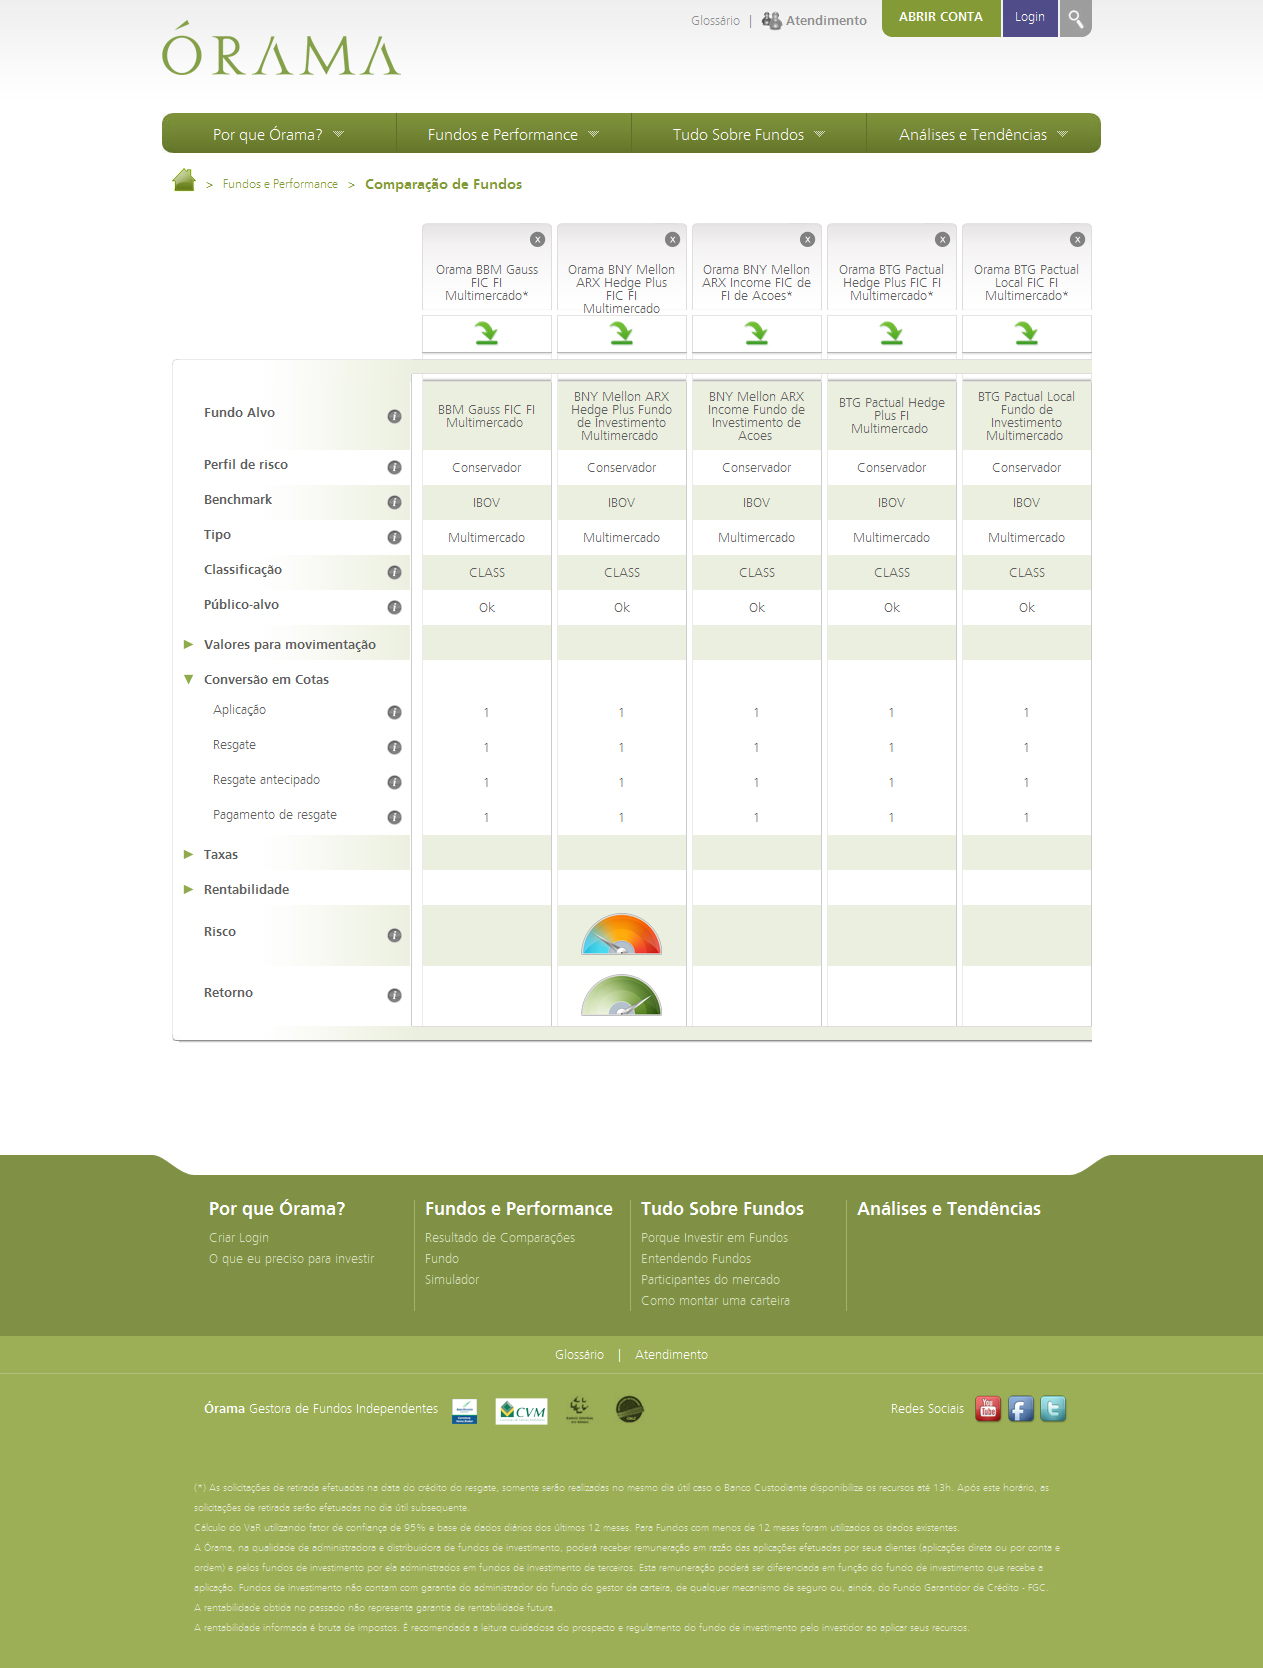 Glossário | Atendimento ABRIR CONTA Login
ÓRAMA
Por que Órama? Fundos e Performance Tudo Sobre Fundos Análises e Tendências
> Fundos e Performance > Comparação de Fundos
x x x x x
Orama BBM Gauss
FIC FI
Multimercado*
Orama BNY Mellon
ARX Hedge Plus
FIC FI
Multimercado
Orama BNY Mellon
ARX Income FIC de
FI de Acoes*
Orama BTG Pactual
Hedge Plus FIC FI
Multimercado*
Orama BTG Pactual
Local FIC FI
Multimercado*
Fundo Alvo i
BBM Gauss FIC FI
Multimercado
BNY Mellon ARX
Hedge Plus Fundo
de Investimento
Multimercado
BNY Mellon ARX
Income Fundo de
Investimento de
Acoes
BTG Pactual Hedge
Plus FI
Multimercado
BTG Pactual Local
Fundo de
Investimento
Multimercado
Perfil de risco i Conservador Conservador Conservador Conservador Conservador
Benchmark i IBOV IBOV IBOV IBOV IBOV
Tipo i Multimercado Multimercado Multimercado Multimercado Multimercado
Classificação i CLASS CLASS CLASS CLASS CLASS
Público-alvo i Ok Ok Ok Ok Ok
Valores para movimentação
Conversão em Cotas
Aplicação i 1 1 1 1 1
Resgate i 1 1 1 1 1
Resgate antecipado i 1 1 1 1 1
Pagamento de resgate i 1 1 1 1 1
Taxas
Rentabilidade
Risco i
Retorno i
Por que Órama?
Criar Login
O que eu preciso para investir
Fundos e Performance
Resultado de Comparações
Fundo
Simulador
Tudo Sobre Fundos
Porque Investir em Fundos
Entendendo Fundos
Participantes do mercado
Como montar uma carteira
Análises e Tendências
Glossário | Atendimento
Órama Gestora de Fundos Independentes CVM Redes Sociais You Tube f t
(*) As solicitações de retirada efetuadas na data do crédito do resgate, somente serão realizadas no mesmo dia útil caso o Banco Custodiante disponibilize os recursos até 13h. Após este horário, as
solicitações de retirada serão efetuadas no dia útil subsequente.
Cálculo do VaR utilizando fator de confiança de 95% e base de dados diários dos últimos 12 meses. Para Fundos com menos de 12 meses foram utilizados os dados existentes.
A Órama, na qualidade de administradora e distribuidora de fundos de investimento, poderá receber remuneração em razão das aplicações efetuadas por seua clientes (aplicações direta ou por conta e
ordem) e pelos fundos de investimento por ela administrados em fundos de investimento de terceiros. Esta remuneração poderá ser diferenciada em função do fundo de investimento que recebe a
aplicação. Fundos de investimento não contam com garantia do administrador do fundo do gestor da carteira, de qualquer mecanismo de seguro ou, ainda, do Fundo Garantidor de Crédito - FGC.
A rentabilidade obtida no passado não representa garantia de rentabilidade futura.
A rentabilidade informada é bruta de impostos. É recomendada a leitura cuidadosa do prospecto e regulamento do fundo de investimento pelo investidor ao aplicar seus recursos.